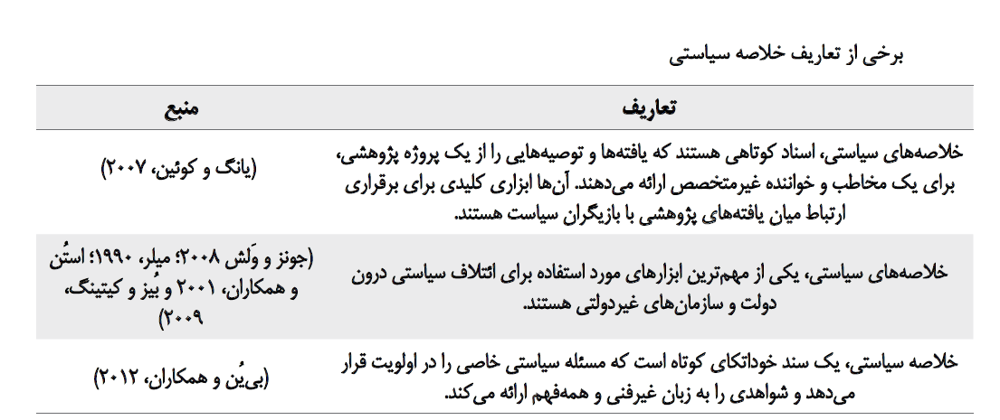 برخی از تعاریف خلاصه سیاستی
تعاریف
منبع
خلاصه‌های سیاستی، اسناد کوتاهی هستند که یافته‌ها و توصیه‌هایی را از یک پروژه پژوهشی،
برای یک مخاطب و خواننده غیرمتخصص ارائه می‌دهند. آن‌ها ابزاری کلیدی برای برقراری
ارتباط میان یافته‌های پژوهشی با بازیگران سیاست هستند.
(یانگ و کوئین، ۲۰۰۷)
خلاصه‌های سیاستی، یکی از مهم‌ترین ابزارهای مورد استفاده برای ائتلاف سیاستی درون
دولت و سازمان‌های غیردولتی هستند.
(جونز و وَلش ۲۰۰۸؛ میلر، ۱۹۹۰؛ استُن
و همکاران، ۲۰۰۱ و بُیز و کیتینگ،
۲۰۰۹)
خلاصه سیاستی، یک سند خوداتکای کوتاه است که مسئله سیاستی خاصی را در اولویت قرار
می‌دهد و شواهدی را به زبان غیرفنی و همه‌فهم ارائه می‌کند.
(بی‌یُن و همکاران، ۲۰۱۲)